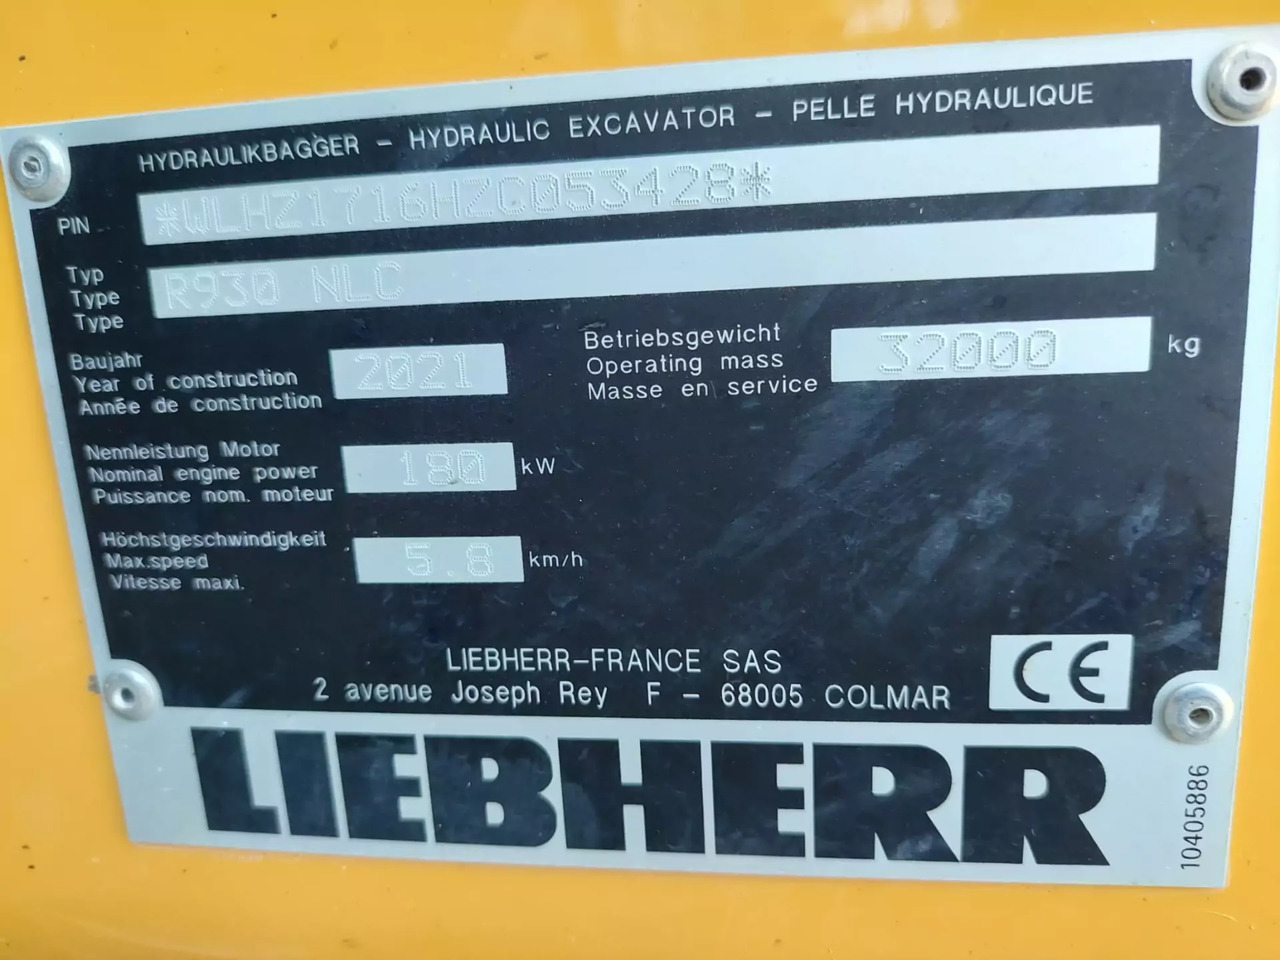 HYDRAULIKBAGGER - HYDRAULIC EXCAVATOR - PELLE HYDRAULIQUE
PIN *WLHZ1716HZC053428*
Typ
Type R930 NLC
Type
Baujahr
Year of construction 2021
Année de construction
Betriebsgewicht
Operating mass 32000 kg
Masse en service
Nennleistung Motor
Nominal engine power 180 kW
Puissance nom. moteur
Höchstgeschwindigkeit
Max.speed 5.8 km/h
Vitesse maxi.
LIEBHERR-FRANCE SAS
2 avenue Joseph Rey F - 68005 COLMAR
CE
LIEBHERR
10405886